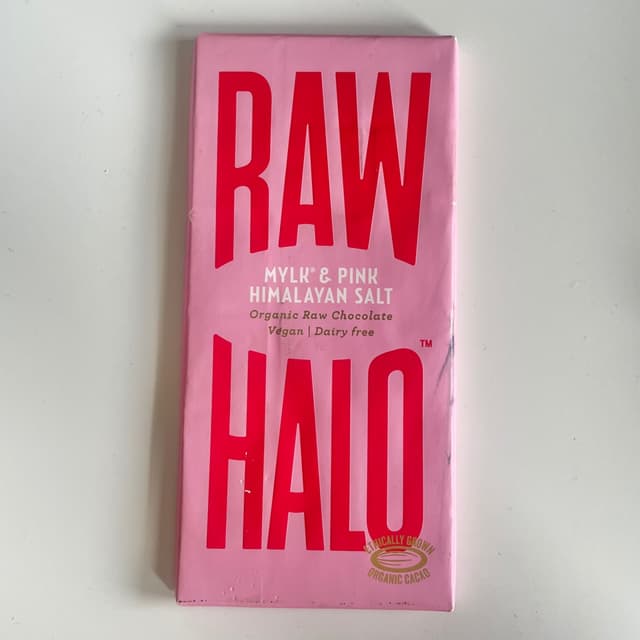 RAW
MYLK® & PINK
HIMALAYAN SALT
Organic Raw Chocolate
Vegan | Dairy free
HALO™
ETHICALLY GROWN
ORGANIC CACAO